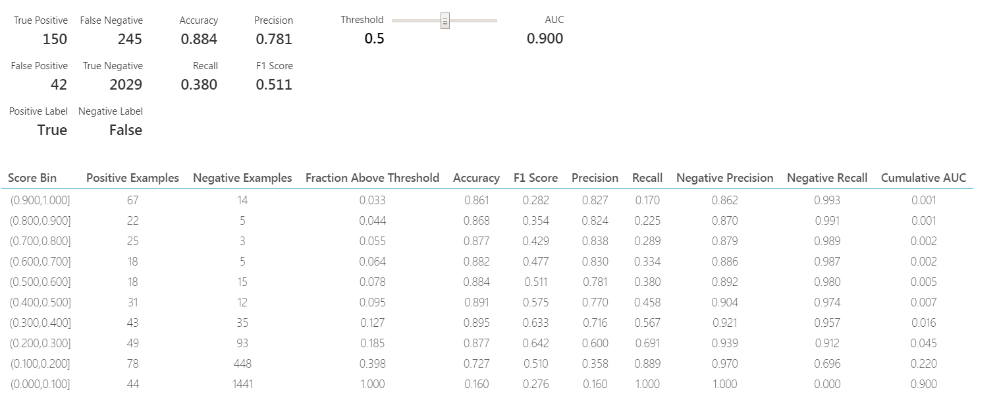 True Positive False Negative Accuracy Precision Threshold AUC
150 245 0.884 0.781 0.5 0.900
False Positive True Negative Recall F1 Score
42 2029 0.380 0.511
Positive Label Negative Label
True False
Score Bin Positive Examples Negative Examples Fraction Above Threshold Accuracy F1 Score Precision Recall Negative Precision Negative Recall Cumulative AUC
(0.900,1.000] 67 14 0.033 0.861 0.282 0.827 0.170 0.862 0.993 0.001
(0.800,0.900] 22 5 0.044 0.868 0.354 0.824 0.225 0.870 0.991 0.001
(0.700,0.800] 25 3 0.055 0.877 0.429 0.838 0.289 0.879 0.989 0.002
(0.600,0.700] 18 5 0.064 0.882 0.477 0.830 0.334 0.886 0.987 0.002
(0.500,0.600] 18 15 0.078 0.884 0.511 0.781 0.380 0.892 0.980 0.005
(0.400,0.500] 31 12 0.095 0.891 0.575 0.770 0.458 0.904 0.974 0.007
(0.300,0.400] 43 35 0.127 0.895 0.633 0.716 0.567 0.921 0.957 0.016
(0.200,0.300] 49 93 0.185 0.877 0.642 0.600 0.691 0.939 0.912 0.045
(0.100,0.200] 78 448 0.398 0.727 0.510 0.358 0.889 0.970 0.696 0.220
(0.000,0.100] 44 1441 1.000 0.160 0.276 0.160 1.000 1.000 0.000 0.900